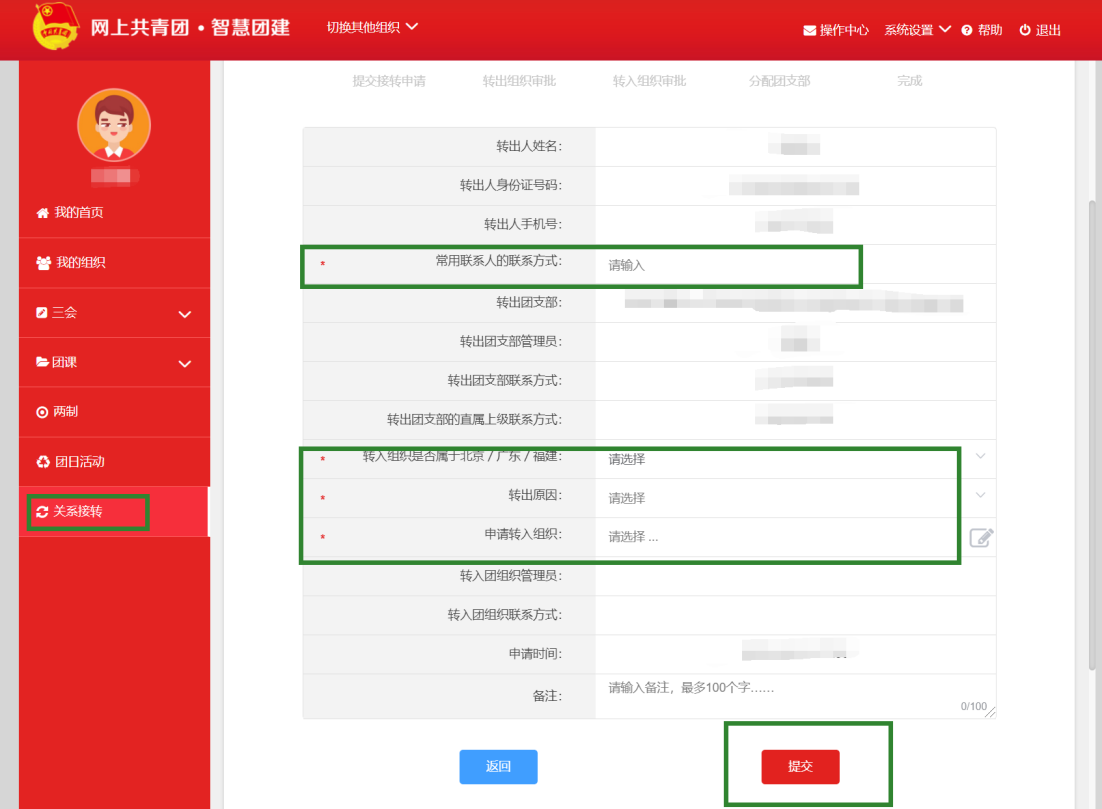 网上共青团·智慧团建
切换其他组织
操作中心 系统设置 帮助 退出
提交接转申请 转出组织审批 转入组织审批 分配团支部 完成
我的首页
我的组织
三会
团课
两制
团日活动
关系接转
转出人姓名:
转出人身份证号码:
转出人手机号:
* 常用联系人的联系方式: 请输入
转出团支部:
转出团支部管理员:
转出团支部联系方式:
转出团支部的直属上级联系方式:
* 转入组织是否属于北京/广东/福建: 请选择
* 转出原因: 请选择
* 申请转入组织: 请选择 ...
转入团组织管理员:
转入团组织联系方式:
申请时间:
备注: 请输入备注，最多100个字......
0/100
返回 提交